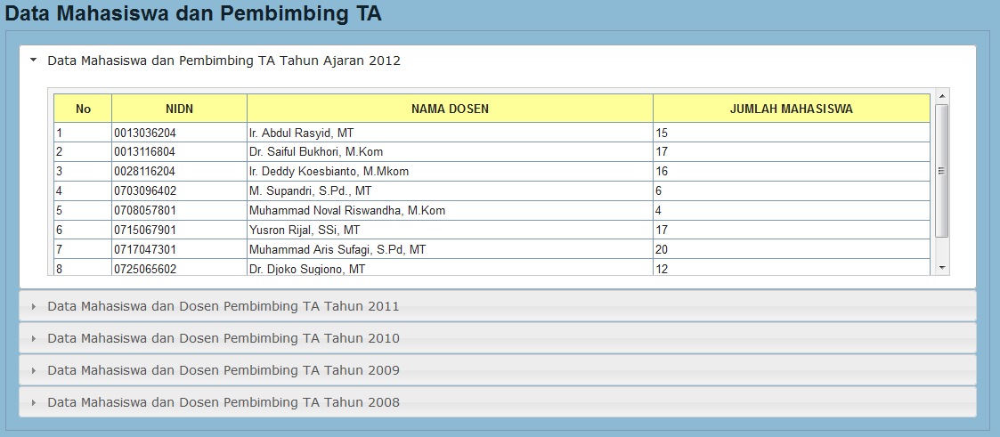 Data Mahasiswa dan Pembimbing TA
Data Mahasiswa dan Pembimbing TA Tahun Ajaran 2012
No NIDN NAMA DOSEN JUMLAH MAHASISWA
1 0013036204 Ir. Abdul Rasyid, MT 15
2 0013116804 Dr. Saiful Bukhori, M.Kom 17
3 0028116204 Ir. Deddy Koesbianto, M.Mkom 16
4 0703096402 M. Supandri, S.Pd., MT 6
5 0708057801 Muhammad Noval Riswandha, M.Kom 4
6 0715067901 Yusron Rijal, SSi, MT 17
7 0717047301 Muhammad Aris Sufagi, S.Pd, MT 20
8 0725065602 Dr. Djoko Sugiono, MT 12
Data Mahasiswa dan Dosen Pembimbing TA Tahun 2011
Data Mahasiswa dan Dosen Pembimbing TA Tahun 2010
Data Mahasiswa dan Dosen Pembimbing TA Tahun 2009
Data Mahasiswa dan Dosen Pembimbing TA Tahun 2008